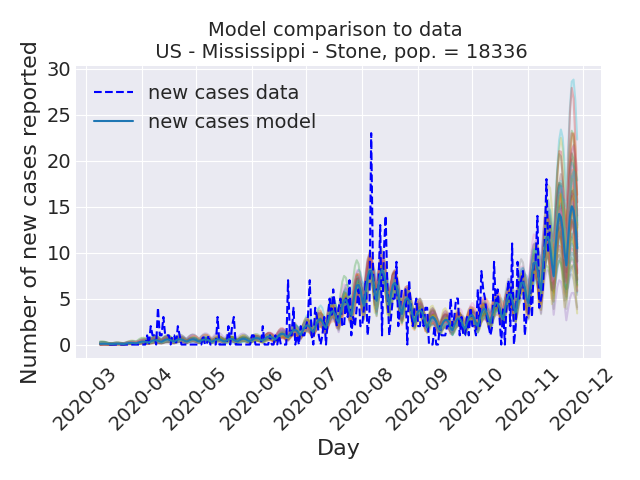 Model comparison to data
US - Mississippi - Stone, pop. = 18336
Number of new cases reported
30
25
20
15
10
5
0
new cases data
new cases model
2020-03
2020-04
2020-05
2020-06
2020-07
2020-08
2020-09
2020-10
2020-11
2020-12
Day